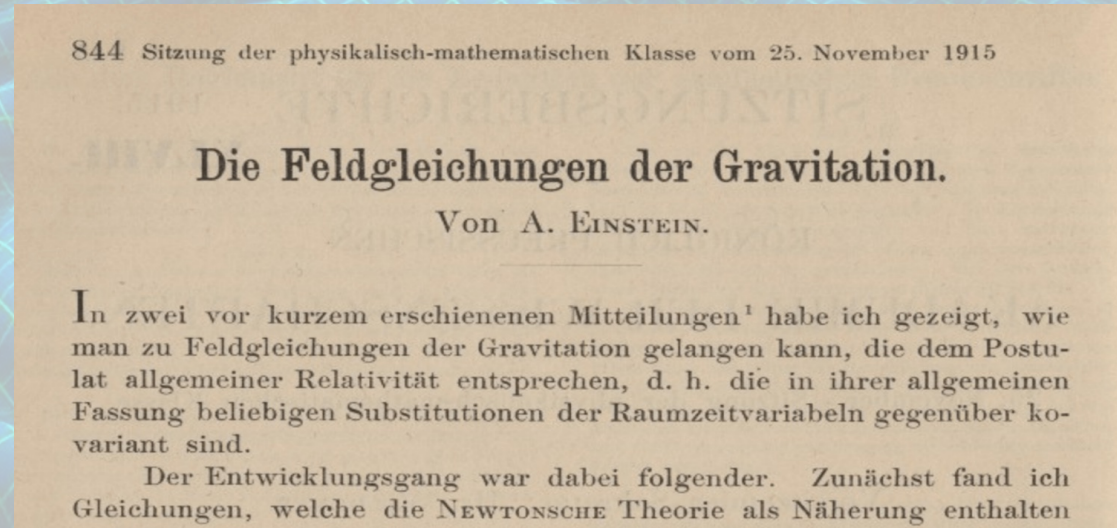 844 Sitzung der physikalisch-mathematischen Klasse vom 25. November 1915
Die Feldgleichungen der Gravitation.
Von A. EINSTEIN.
In zwei vor kurzem erschienenen Mitteilungen¹ habe ich gezeigt, wie
man zu Feldgleichungen der Gravitation gelangen kann, die dem Postu-
lat allgemeiner Relativität entsprechen, d. h. die in ihrer allgemeinen
Fassung beliebigen Substitutionen der Raumzeitvariabeln gegenüber ko-
variant sind.
Der Entwicklungsgang war dabei folgender. Zunächst fand ich
Gleichungen, welche die NEWTONSCHE Theorie als Näherung enthalten